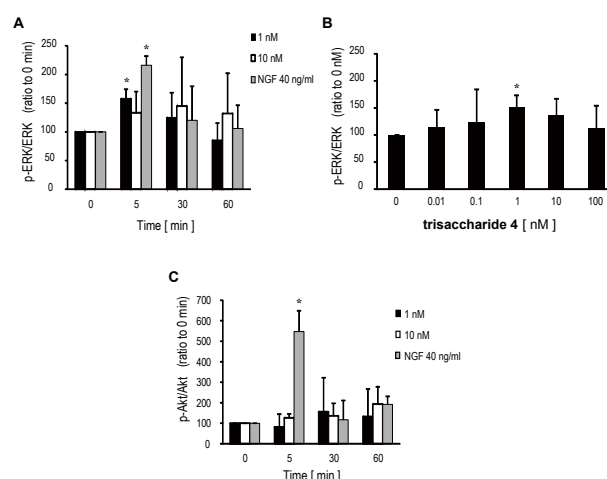 A
p-ERK/ERK (ratio to 0 min)
250
200
150
100
50
0
* *
0 5 30 60
Time [ min ]
1 nM
10 nM
NGF 40 ng/ml
B
p-ERK/ERK (ratio to 0 nM)
250
200
150
100
50
0
*
0 0.01 0.1 1 10 100
trisaccharide 4 [ nM ]
C
p-Akt/Akt (ratio to 0 min)
700
600
500
400
300
200
100
0
*
0 5 30 60
Time [ min ]
1 nM
10 nM
NGF 40 ng/ml